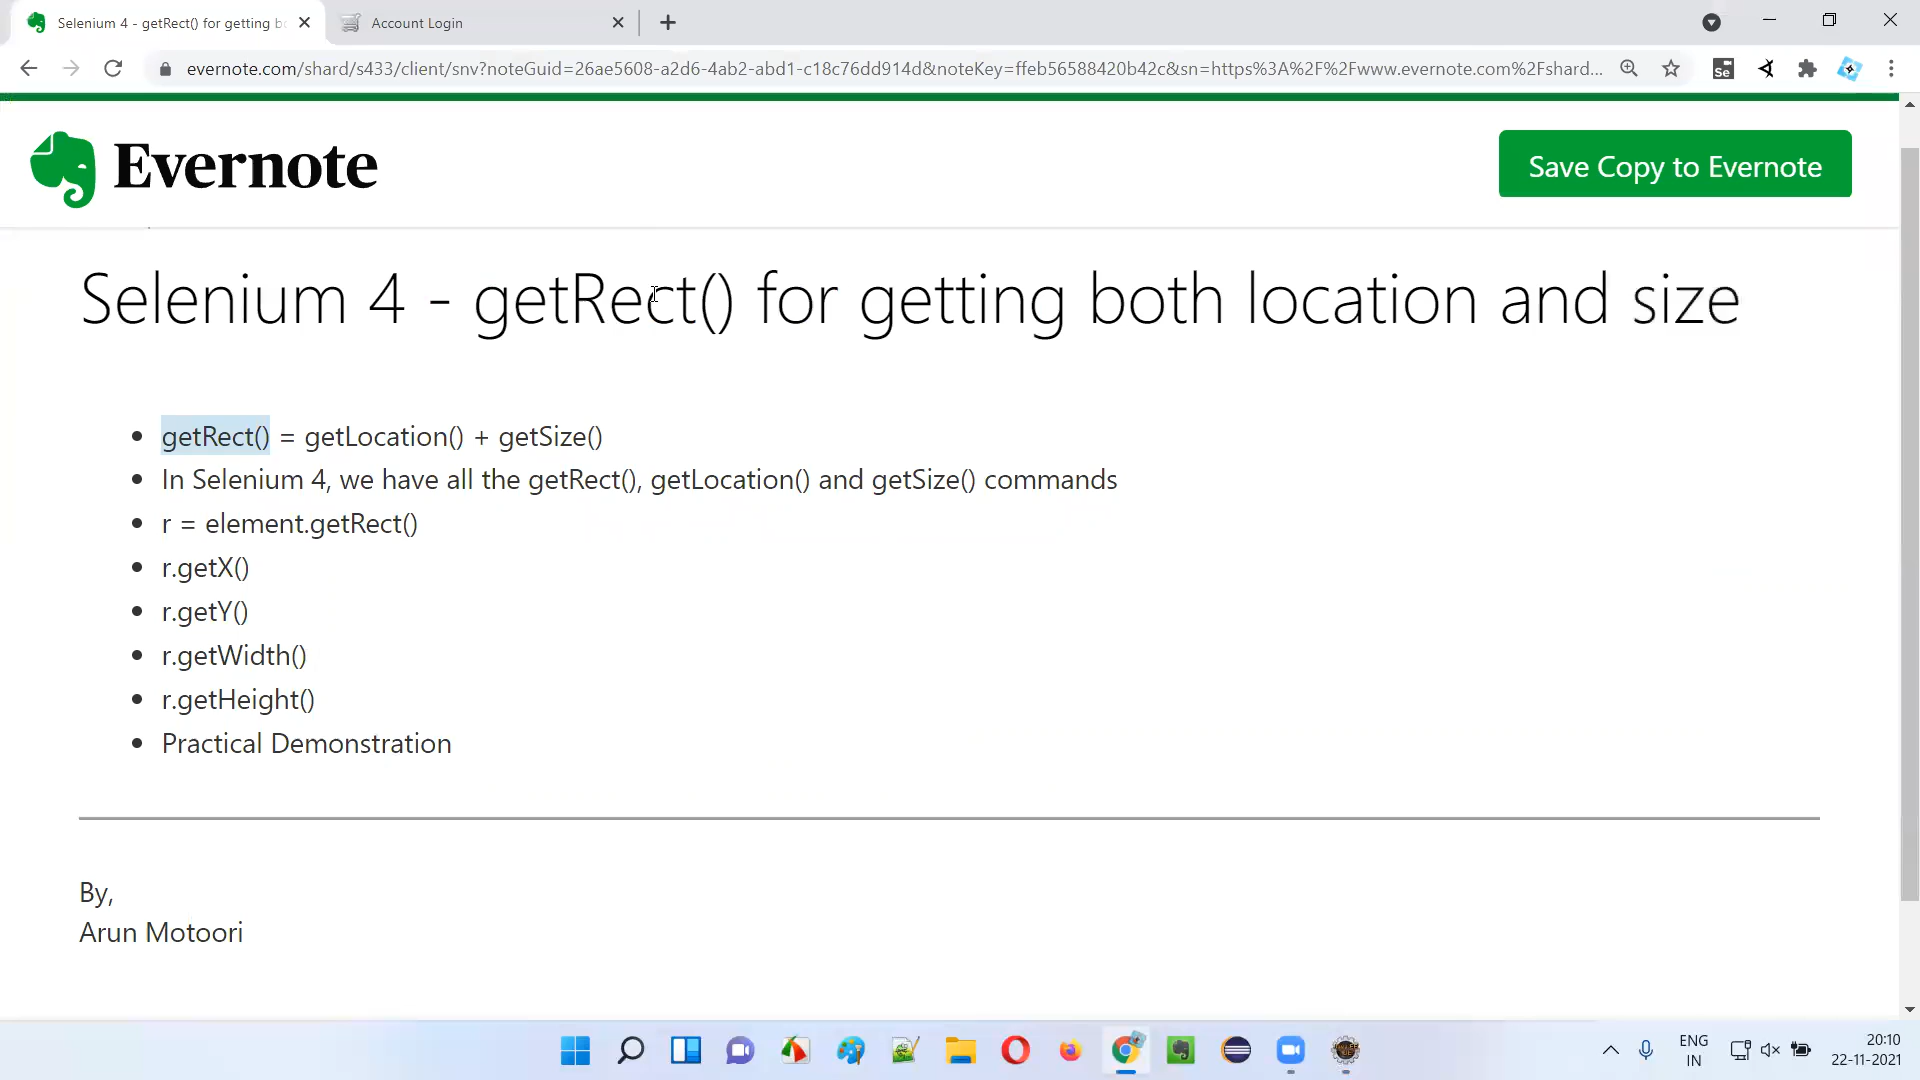 Selenium 4 - getRect() for getting b
Account Login
evernote.com/shard/s433/client/snv?noteGuid=26ae5608-a2d6-4ab2-abd1-c18c76dd914d&noteKey=ffeb56588420b42c&sn=https%3A%2F%2Fwww.evernote.com%2Fshard...
Se
Evernote
Save Copy to Evernote
Selenium 4 - getRect() for getting both location and size
• getRect() = getLocation() + getSize()
• In Selenium 4, we have all the getRect(), getLocation() and getSize() commands
• r = element.getRect()
• r.getX()
• r.getY()
• r.getWidth()
• r.getHeight()
• Practical Demonstration
By,
Arun Motoori
ENG
IN
20:10
22-11-2021